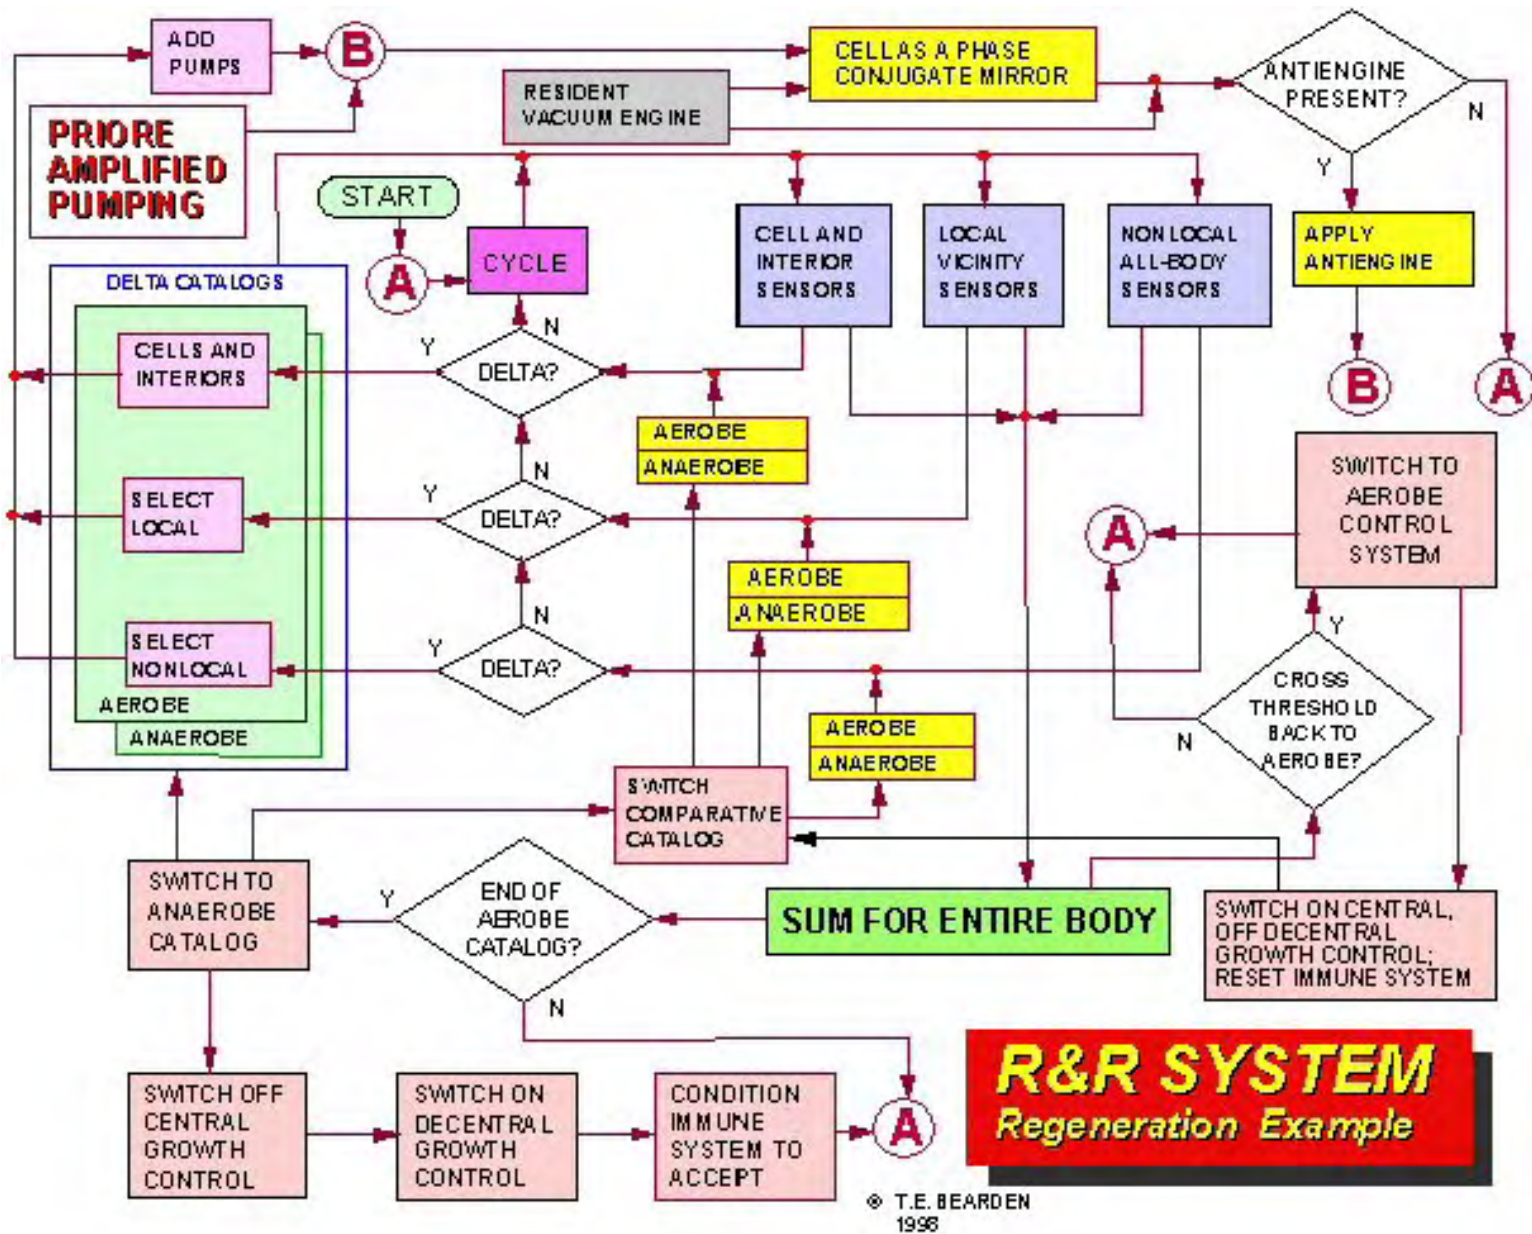 ADD
PUMPS
B
CELL AS A PHASE
CONJUGATE MIRROR
ANTIENGINE
PRESENT?
N
Y
RESIDENT
VACUUM ENGINE
PRIORE
AMPLIFIED
PUMPING
START
A
CYCLE
CELL AND
INTERIOR
SENSORS
LOCAL
VICINITY
SENSORS
NONLOCAL
ALL-BODY
SENSORS
APPLY
ANTIENGINE
B
A
DELTA CATALOGS
CELLS AND
INTERIORS
Y
N
DELTA?
AEROBE
ANAEROBE
SELECT
LOCAL
Y
N
DELTA?
AEROBE
ANAEROBE
SELECT
NONLOCAL
Y
N
DELTA?
AEROBE
ANAEROBE
AEROBE
ANAEROBE
SWITCH TO
AEROBE
CONTROL
SYSTEM
A
Y
CROSS
THRESHOLD
BACK TO
AEROBE?
N
SWITCH
COMPARATIVE
CATALOG
SWITCH TO
ANAEROBE
CATALOG
Y
END OF
AEROBE
CATALOG?
N
SUM FOR ENTIRE BODY
SWITCH ON CENTRAL,
OFF DECENTRAL
GROWTH CONTROL;
RESET IMMUNE SYSTEM
SWITCH OFF
CENTRAL
GROWTH
CONTROL
SWITCH ON
DECENTRAL
GROWTH
CONTROL
CONDITION
IMMUNE
SYSTEM TO
ACCEPT
A
R&R SYSTEM
Regeneration Example
© T.E. BEARDEN
1998